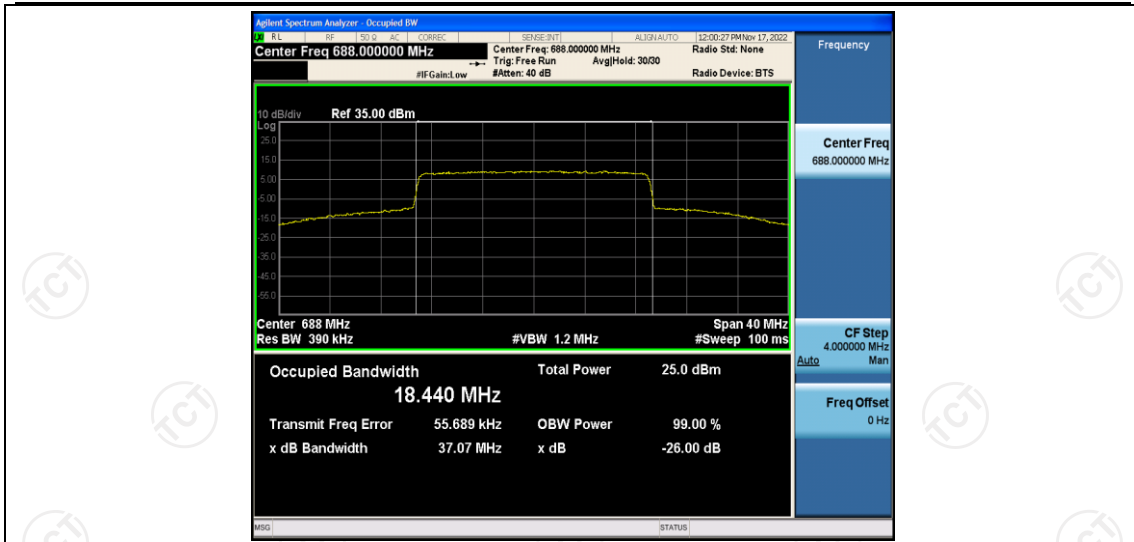 Agilent Spectrum Analyzer - Occupied BW
LXI RL RF 50 Ω AC CORREC SENSE:INT ALIGN AUTO 12:00:27 PM Nov 17, 2022
Center Freq 688.000000 MHz Center Freq: 688.000000 MHz Radio Std: None Frequency
Trig: Free Run Avg|Hold: 30/30
#IFGain:Low #Atten: 40 dB Radio Device: BTS
10 dB/div Ref 35.00 dBm
Log
25.0
15.0
5.00
-5.00
-15.0
-25.0
-35.0
-45.0
-55.0
Center Freq
688.000000 MHz
Center 688 MHz Span 40 MHz
Res BW 390 kHz #VBW 1.2 MHz #Sweep 100 ms
CF Step
4.000000 MHz
Auto Man
Occupied Bandwidth Total Power 25.0 dBm
18.440 MHz
Transmit Freq Error 55.689 kHz OBW Power 99.00 %
x dB Bandwidth 37.07 MHz x dB -26.00 dB
Freq Offset
0 Hz
MSG STATUS
TCT
TCT
TCT
TCT
TCT
TCT